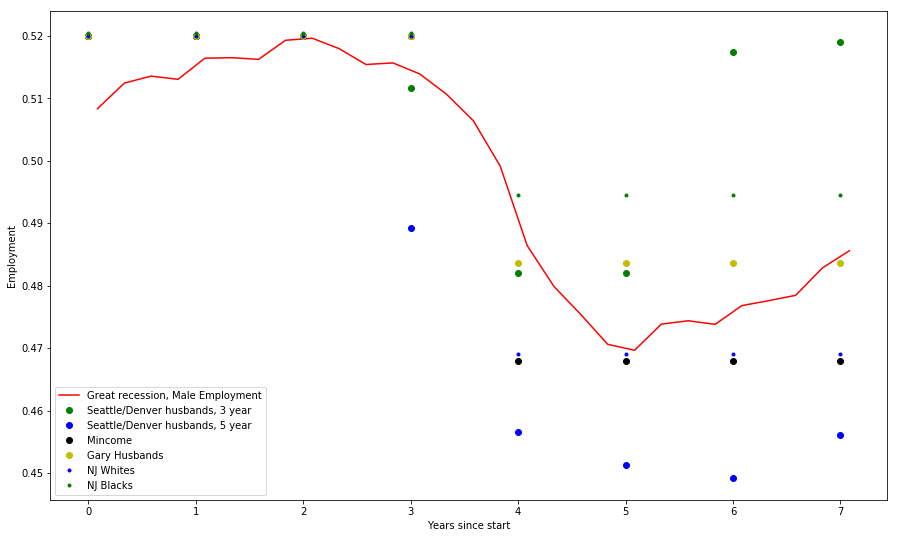 0.52
0.51
0.50
0.49
0.48
0.47
0.46
0.45
Employment
Great recession, Male Employment
Seattle/Denver husbands, 3 year
Seattle/Denver husbands, 5 year
Mincome
Gary Husbands
NJ Whites
NJ Blacks
0 1 2 3 4 5 6 7
Years since start